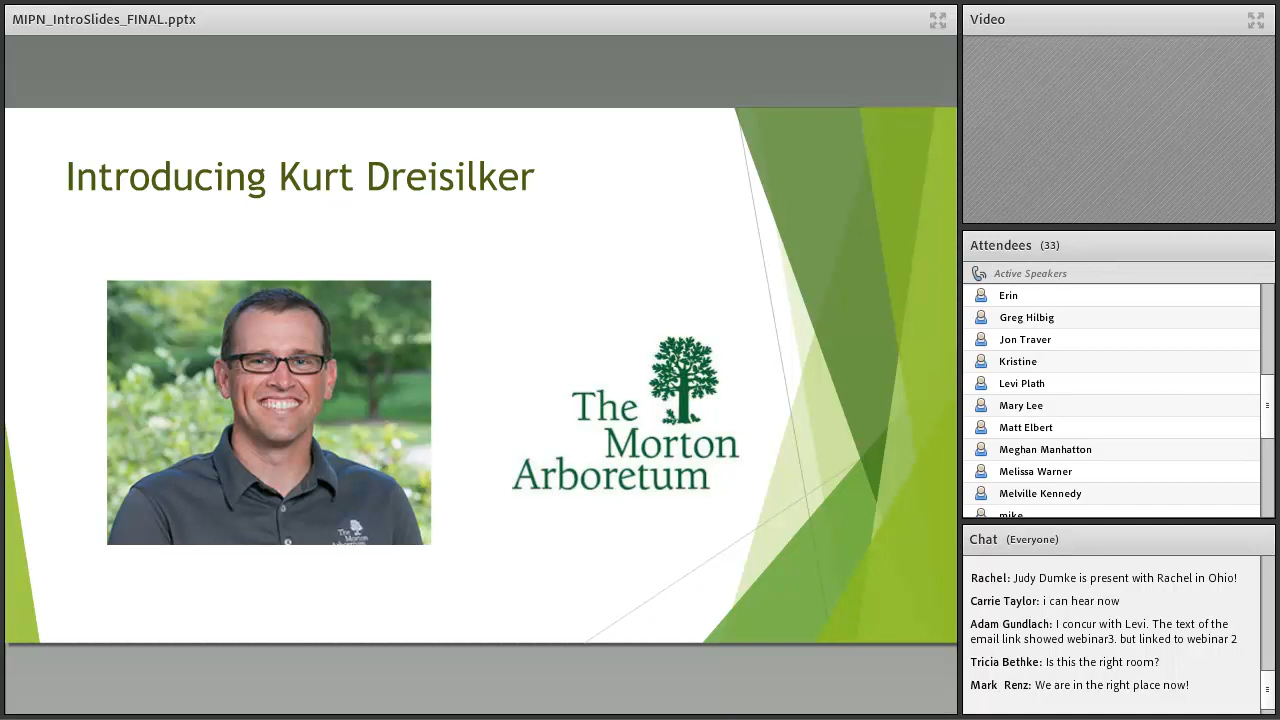 MIPN_IntroSlides_FINAL.pptx
Introducing Kurt Dreisilker
The
Morton
Arboretum
The
Morton
Video
Attendees (33)
Active Speakers
Erin
Greg Hilbig
Jon Traver
Kristine
Levi Plath
Mary Lee
Matt Elbert
Meghan Manhatton
Melissa Warner
Melville Kennedy
mike
Chat (Everyone)
Rachel: Judy Dumke is present with Rachel in Ohio!
Carrie Taylor: i can hear now
Adam Gundlach: I concur with Levi. The text of the
email link showed webinar3. but linked to webinar 2
Tricia Bethke: Is this the right room?
Mark Renz: We are in the right place now!